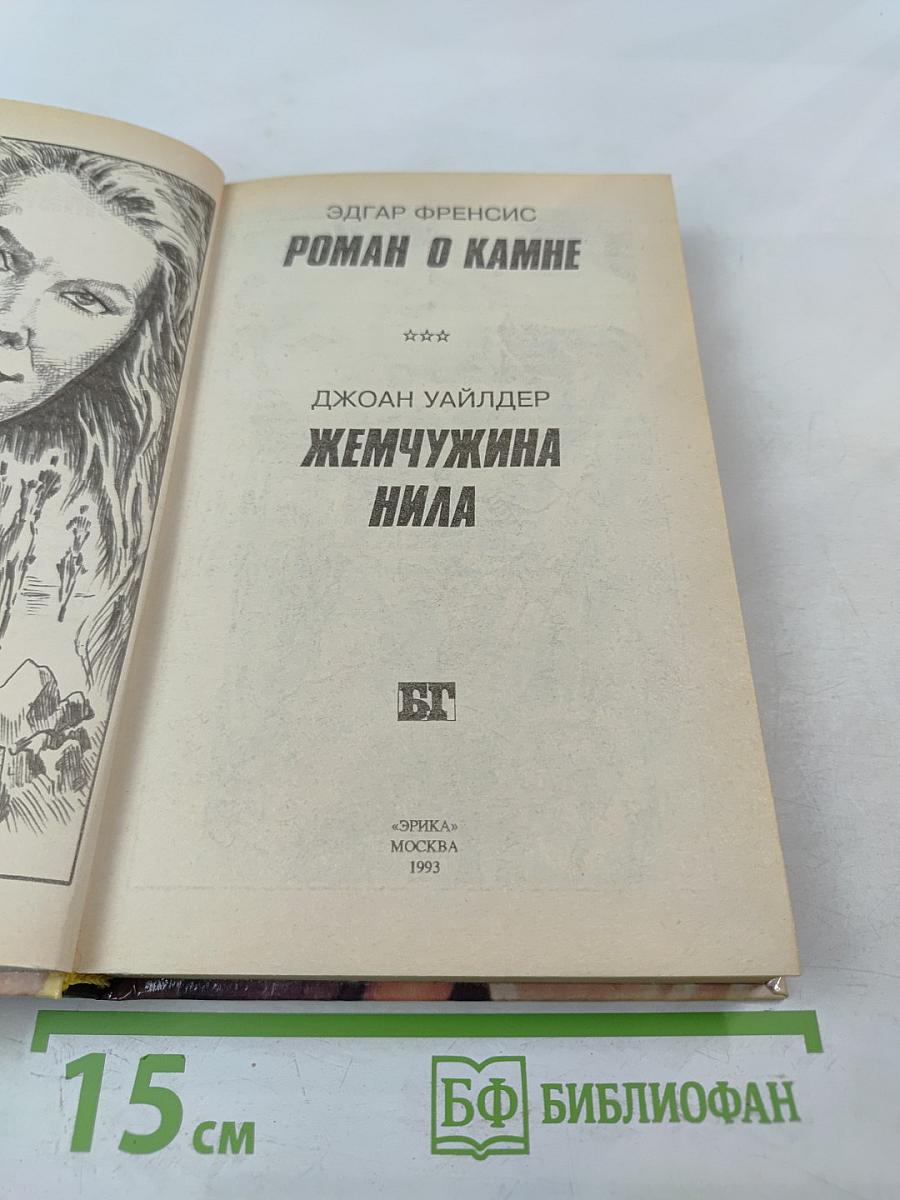 ЭДГАР ФРЕНСИС
РОМАН О КАМНЕ
ДЖОАН УАЙЛДЕР
ЖЕМЧУЖИНА
НИЛА
БГ
«ЭРИКА»
МОСКВА
1993
15 см
БФ БИБЛИОФАН